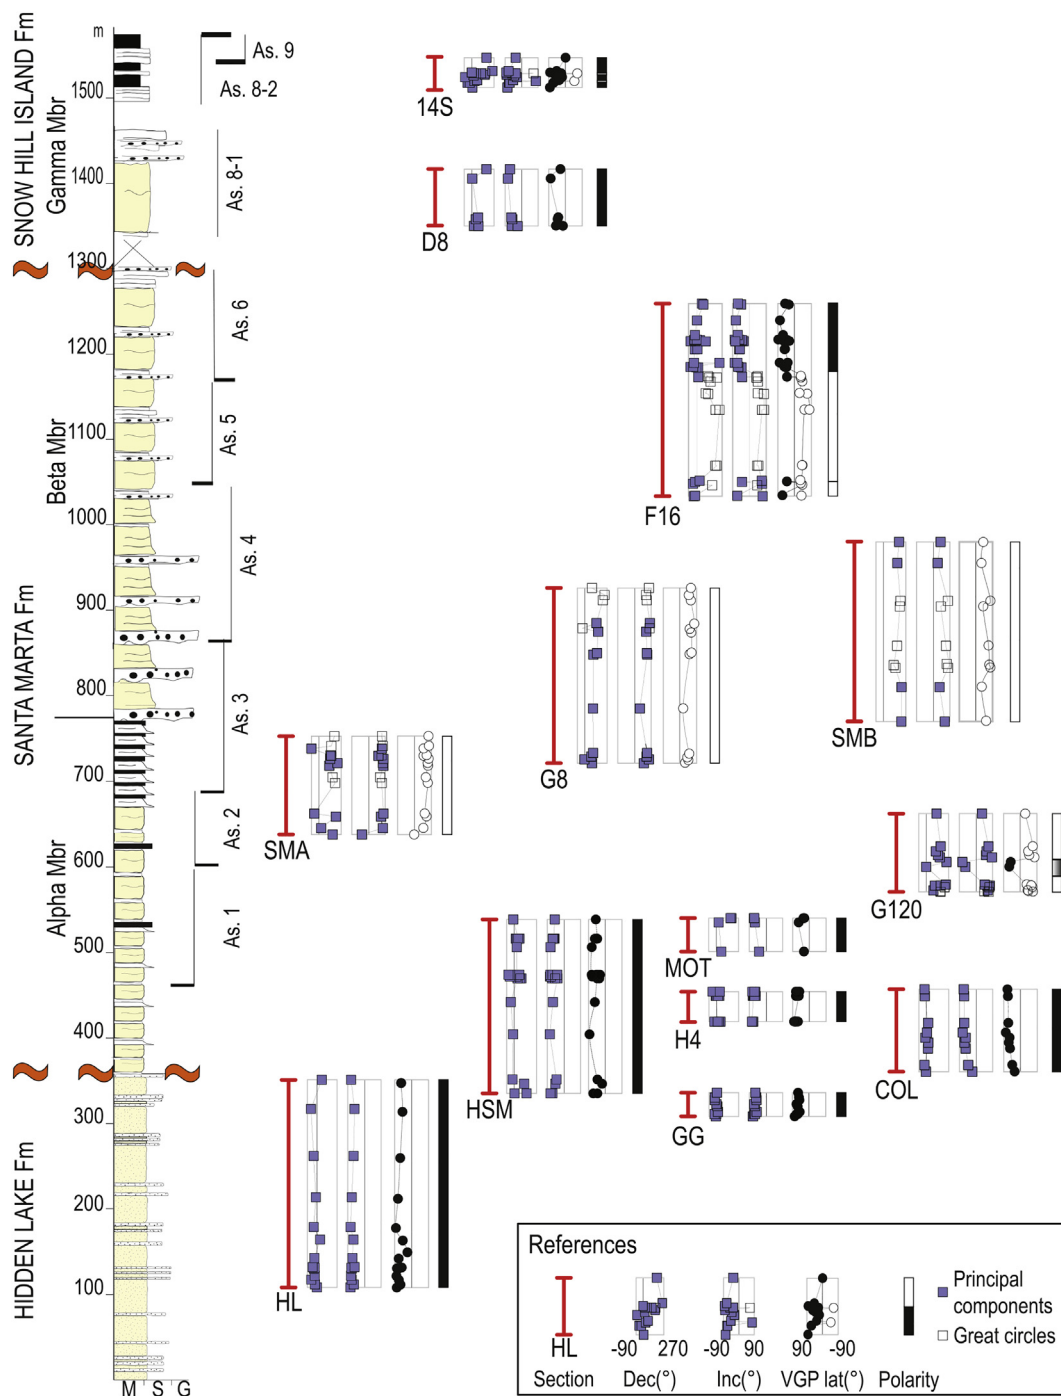 SNOW HILL ISLAND Fm
Gamma Mbr
SANTA MARTA Fm
Beta Mbr
Alpha Mbr
HIDDEN LAKE Fm
m
1500
1400
1300
1200
1100
1000
900
800
700
600
500
400
300
200
100
M S G
As. 9
As. 8-2
As. 8-1
As. 6
As. 5
As. 4
As. 3
As. 2
As. 1
14S
D8
F16
SMB
G8
SMA
G120
MOT
HSM
H4
COL
GG
HL
References
Principal
components
Great circles
HL
-90 270
-90 90
90 -90
Section Dec(°) Inc(°) VGP lat(°) Polarity